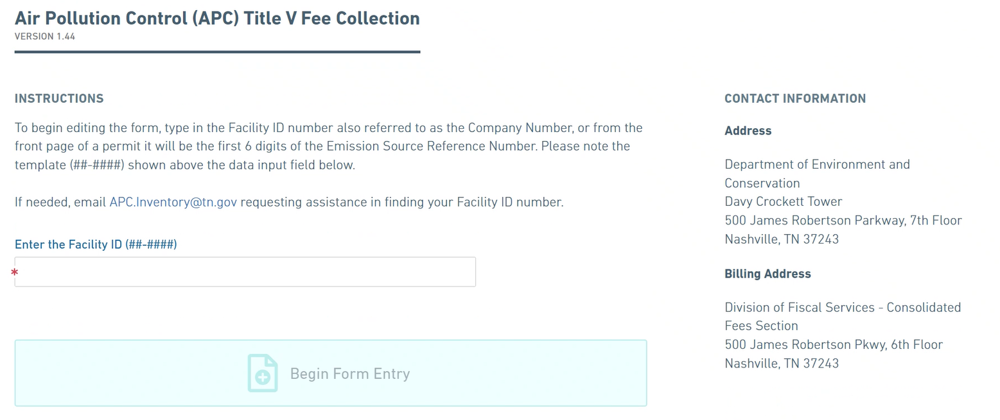 Air Pollution Control (APC) Title V Fee Collection
VERSION 1.44
INSTRUCTIONS
To begin editing the form, type in the Facility ID number also referred to as the Company Number, or from the
front page of a permit it will be the first 6 digits of the Emission Source Reference Number. Please note the
template (##-####) shown above the data input field below.
If needed, email APC.Inventory@tn.gov requesting assistance in finding your Facility ID number.
Enter the Facility ID (##-####)
*
Begin Form Entry
CONTACT INFORMATION
Address
Department of Environment and
Conservation
Davy Crockett Tower
500 James Robertson Parkway, 7th Floor
Nashville, TN 37243
Billing Address
Division of Fiscal Services - Consolidated
Fees Section
500 James Robertson Pkwy, 6th Floor
Nashville, TN 37243